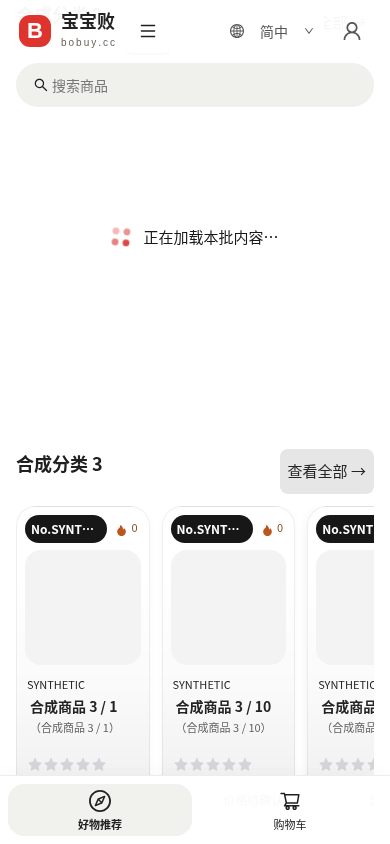 B 宝宝败
bobuy.cc
简中
搜索商品
正在加载本批内容…
合成分类 3
查看全部 →
No.SYNT… 0
No.SYNT… 0
No.SYNT
SYNTHETIC
SYNTHETIC
SYNTHETIC
合成商品 3 / 1
合成商品 3 / 10
合成商品
（合成商品 3 / 1）
（合成商品 3 / 10）
（合成商品
好物推荐
购物车